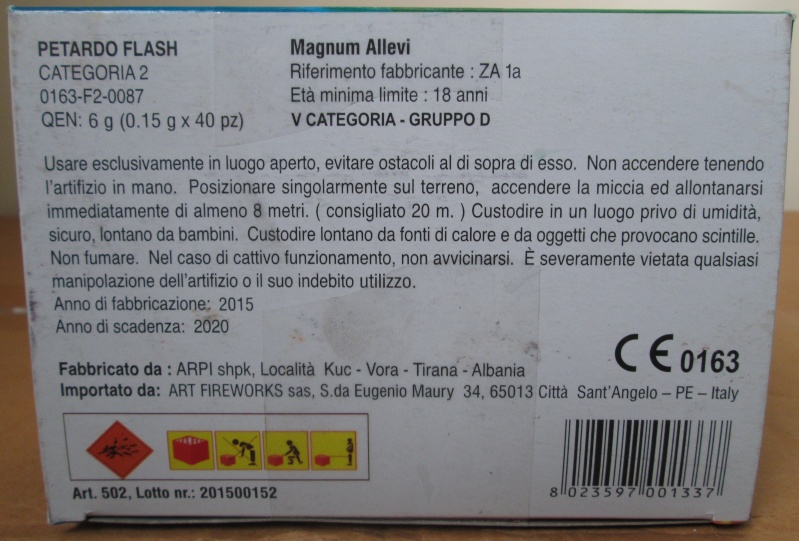 PETARDO FLASH
CATEGORIA 2
0163-F2-0087
QEN: 6 g (0.15 g x 40 pz)
Magnum Allevi
Riferimento fabbricante : ZA 1a
Età minima limite : 18 anni
V CATEGORIA - GRUPPO D
Usare esclusivamente in luogo aperto, evitare ostacoli al di sopra di esso. Non accendere tenendo
l'artifizio in mano. Posizionare singolarmente sul terreno, accendere la miccia ed allontanarsi
immediatamente di almeno 8 metri. ( consigliato 20 m. ) Custodire in un luogo privo di umidità,
sicuro, lontano da bambini. Custodire lontano da fonti di calore e da oggetti che provocano scintille.
Non fumare. Nel caso di cattivo funzionamento, non avvicinarsi. È severamente vietata qualsiasi
manipolazione dell'artifizio o il suo indebito utilizzo.
Anno di fabbricazione: 2015
Anno di scadenza: 2020
CE 0163
Fabbricato da : ARPI shpk, Località Kuc - Vora - Tirana - Albania
Importato da: ART FIREWORKS sas, S.da Eugenio Maury 34, 65013 Città Sant'Angelo – PE – Italy
Art. 502, Lotto nr.: 201500152
8 023597 001337